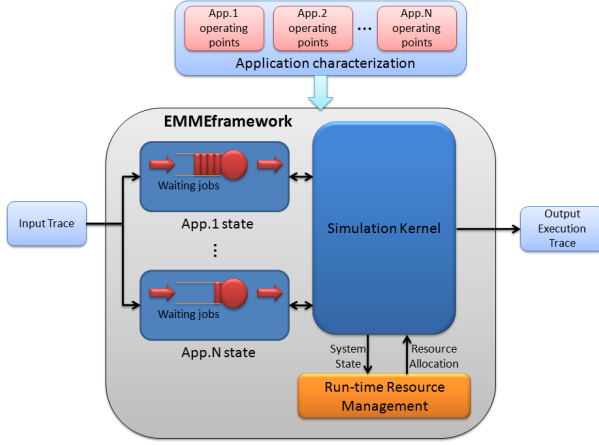 App.1
operating
points
App.2
operating
points
...
App.N
operating
points
Application characterization
EMMEframework
Waiting jobs
App.1 state
Input Trace
Simulation Kernel
Output
Execution
Trace
Waiting jobs
App.N state
System
State
Resource
Allocation
Run-time Resource
Management